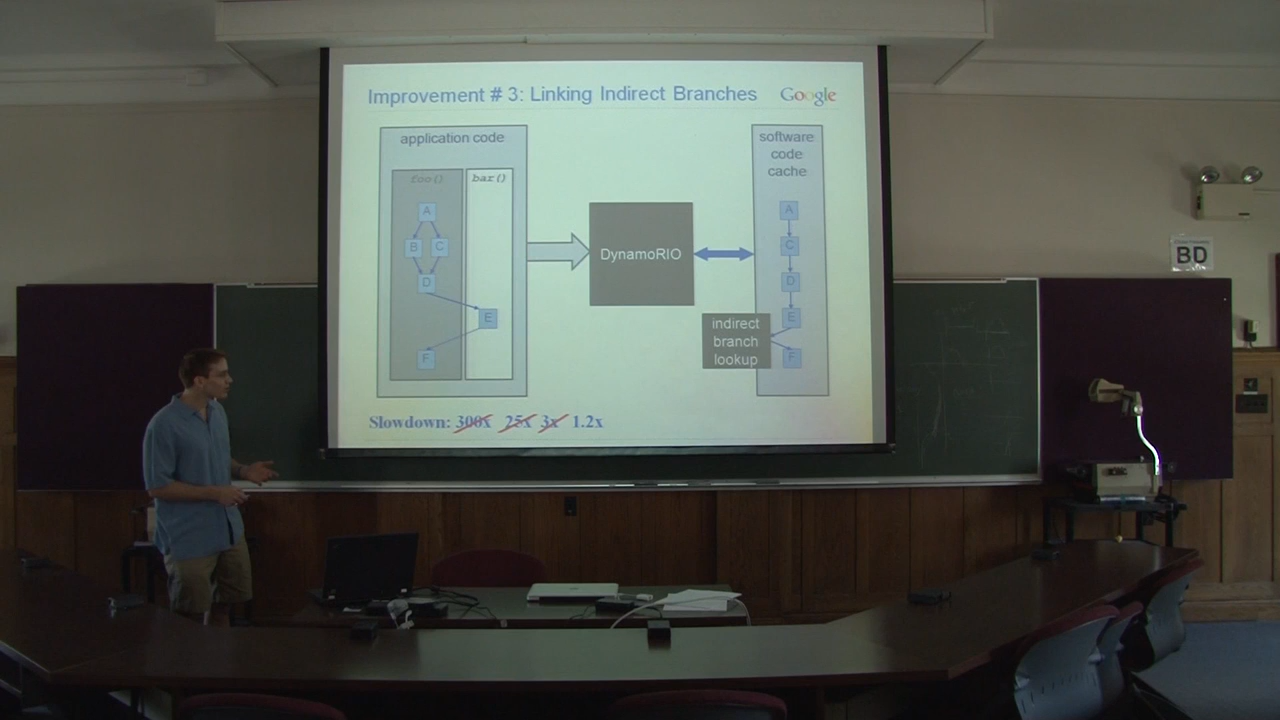 Improvement # 3: Linking Indirect Branches
Google
application code
foo()
bar()
A
B
C
D
E
F
DynamoRIO
software
code
cache
A
C
D
E
F
indirect
branch
lookup
Slowdown: 300x 25x 3x 1.2x
BD